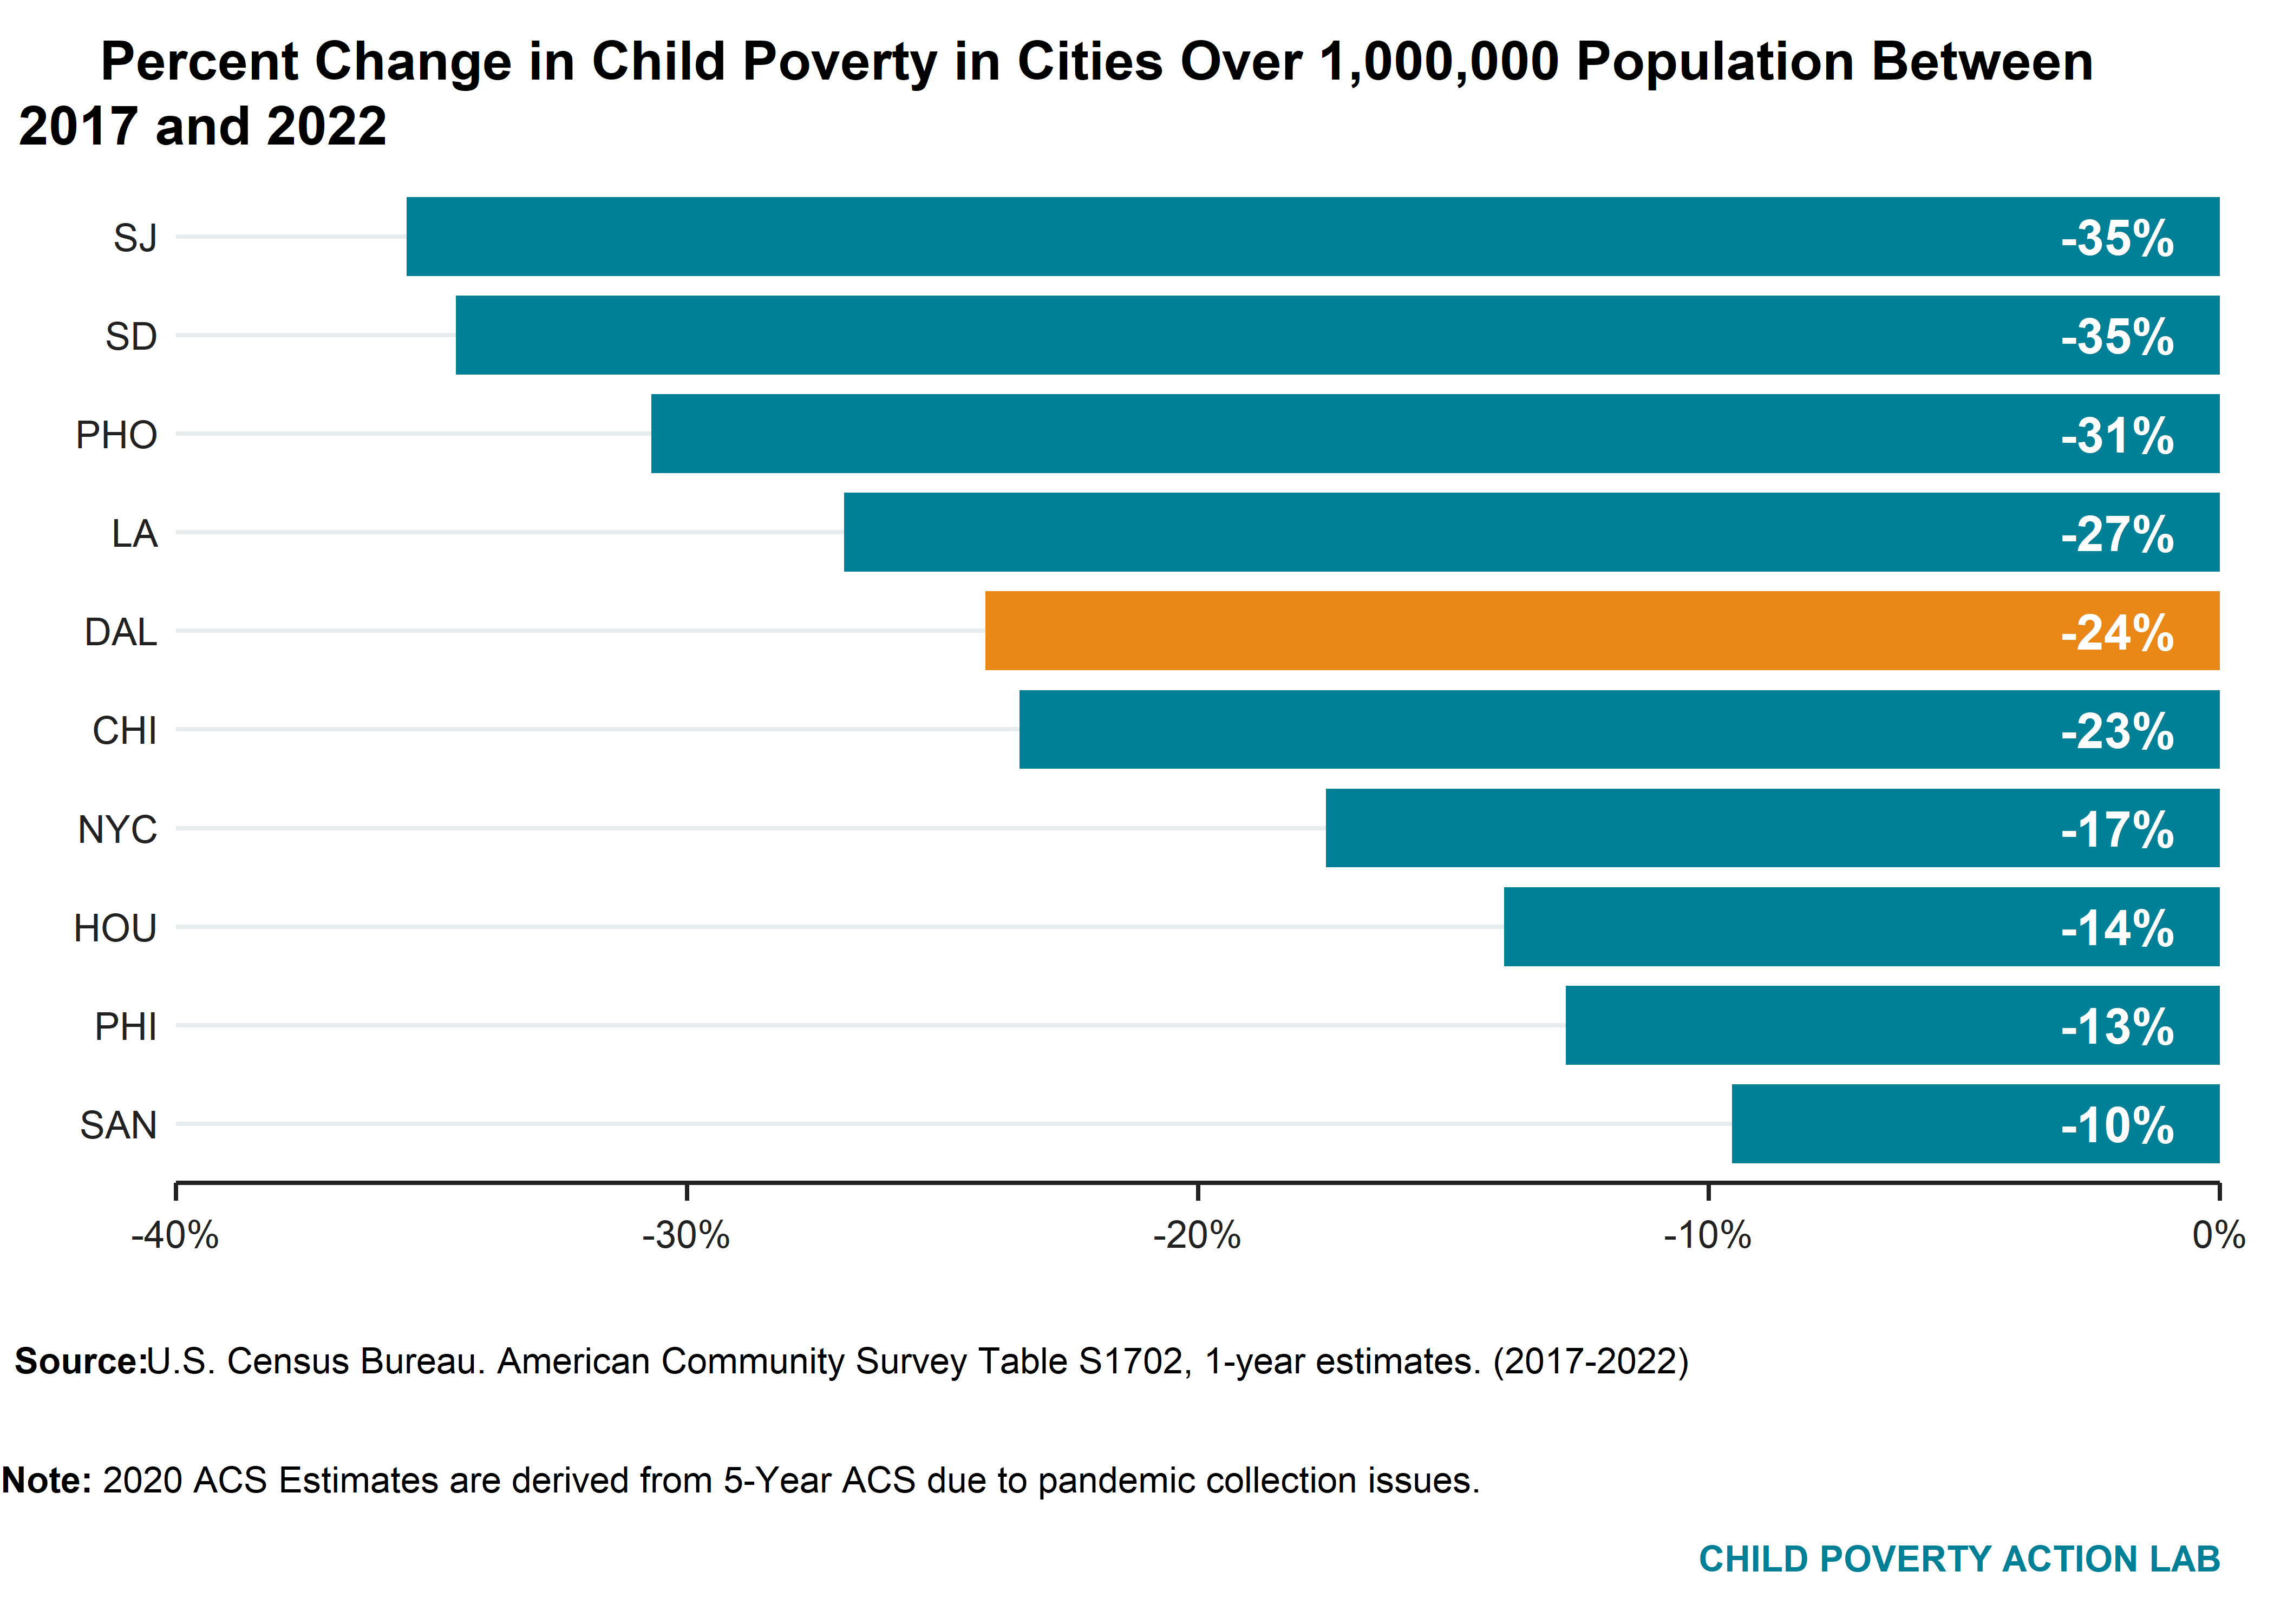 Percent Change in Child Poverty in Cities Over 1,000,000 Population Between
2017 and 2022
SJ -35%
SD -35%
PHO -31%
LA -27%
DAL -24%
CHI -23%
NYC -17%
HOU -14%
PHI -13%
SAN -10%
-40% -30% -20% -10% 0%
Source:U.S. Census Bureau. American Community Survey Table S1702, 1-year estimates. (2017-2022)
Note: 2020 ACS Estimates are derived from 5-Year ACS due to pandemic collection issues.
CHILD POVERTY ACTION LAB